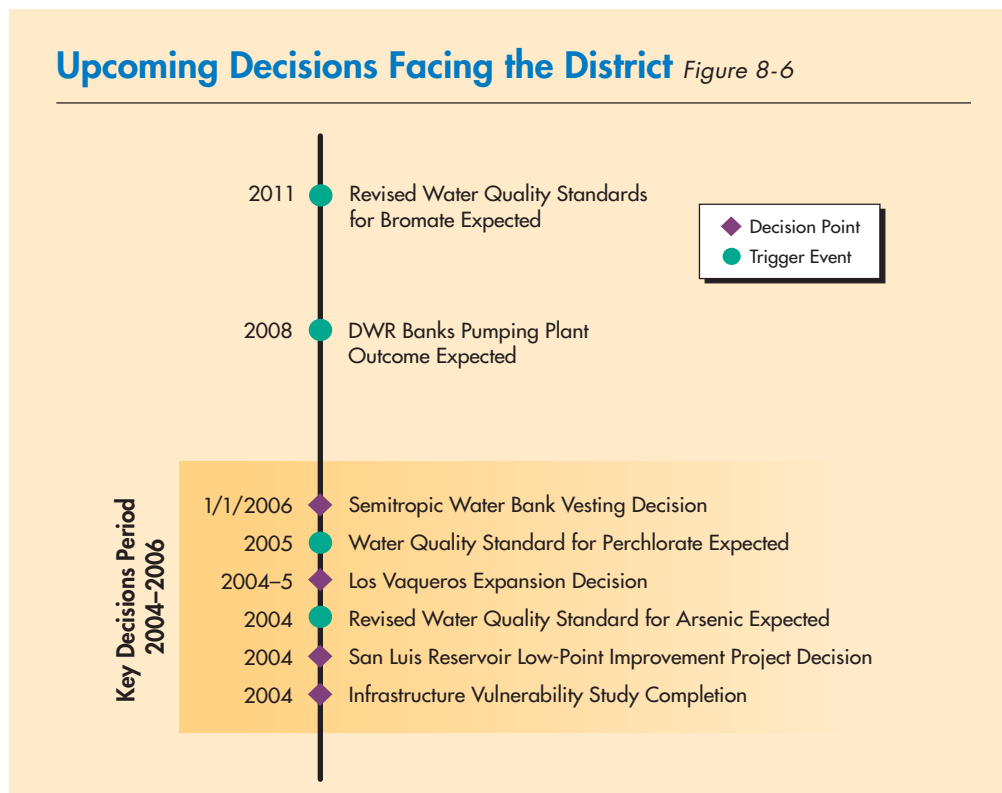 Upcoming Decisions Facing the District Figure 8-6
2011 Revised Water Quality Standards
for Bromate Expected
Decision Point
Trigger Event
2008 DWR Banks Pumping Plant
Outcome Expected
Key Decisions Period
2004–2006
1/1/2006 Semitropic Water Bank Vesting Decision
2005 Water Quality Standard for Perchlorate Expected
2004–5 Los Vaqueros Expansion Decision
2004 Revised Water Quality Standard for Arsenic Expected
2004 San Luis Reservoir Low-Point Improvement Project Decision
2004 Infrastructure Vulnerability Study Completion